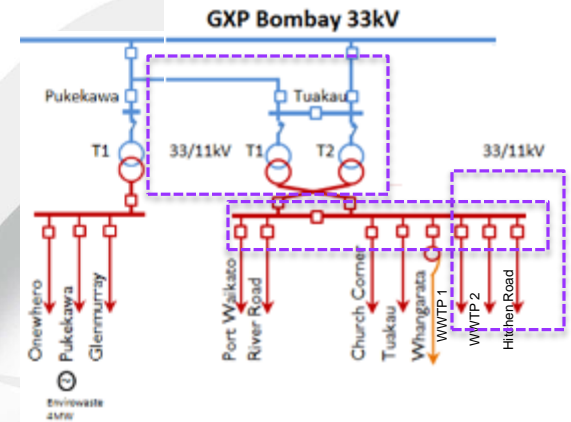 GXP Bombay 33kV
Pukekawa
Tuakau
T1
33/11kV
T1
T2
33/11kV
Onewhero
Pukekawa
Glenmurray
Port Waikato
River Road
Church Corner
Tuakau
Whangarata
WWTP 1
WWTP 2
Hitchen Road
Envirowaste
4MW